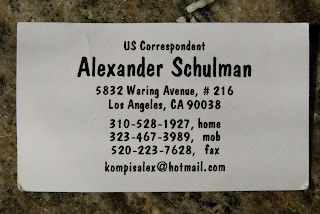 US Correspondent
Alexander Schulman
5832 Waring Avenue, # 216
Los Angeles, CA 90038
310-528-1927, home
323-467-3989, mob
520-223-7628, fax
kompisalex@hotmail.com